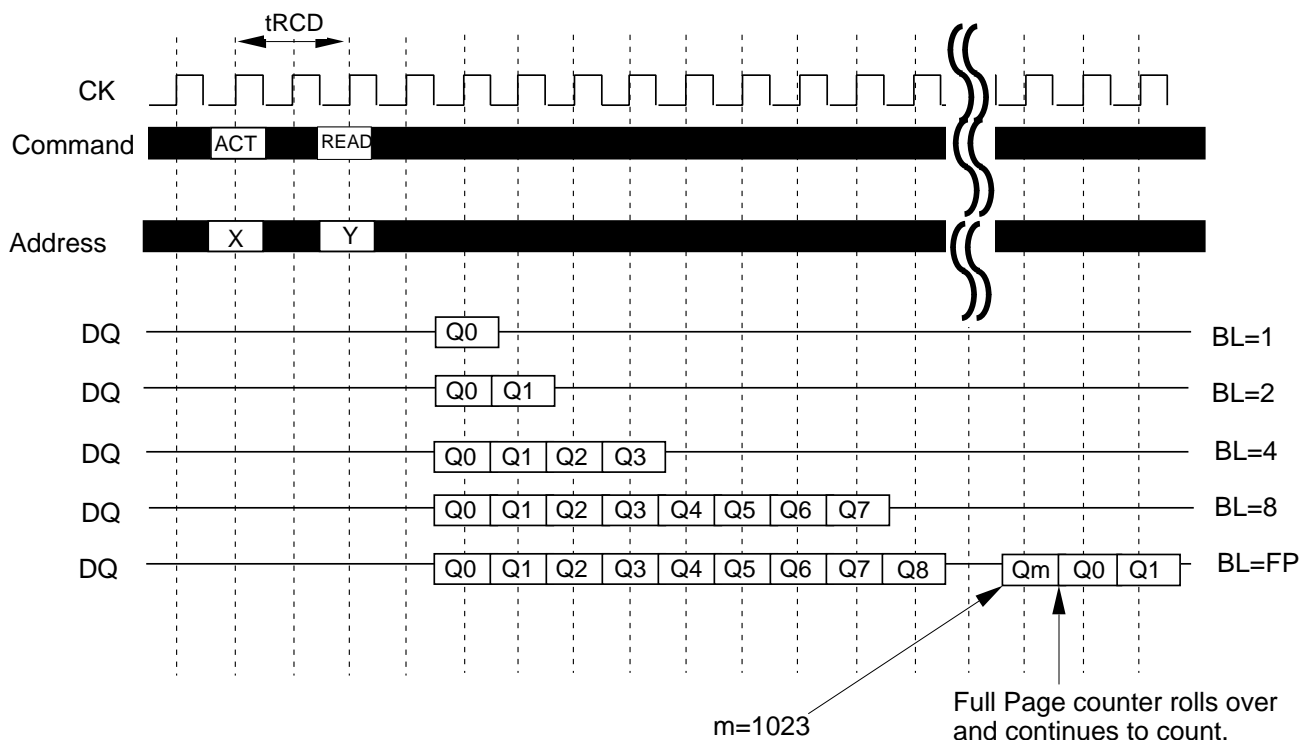 tRCD
CK
Command ACT READ
Address X Y
DQ Q0 BL=1
DQ Q0 Q1 BL=2
DQ Q0 Q1 Q2 Q3 BL=4
DQ Q0 Q1 Q2 Q3 Q4 Q5 Q6 Q7 BL=8
DQ Q0 Q1 Q2 Q3 Q4 Q5 Q6 Q7 Q8 Qm Q0 Q1 BL=FP
m=1023
Full Page counter rolls over
and continues to count.